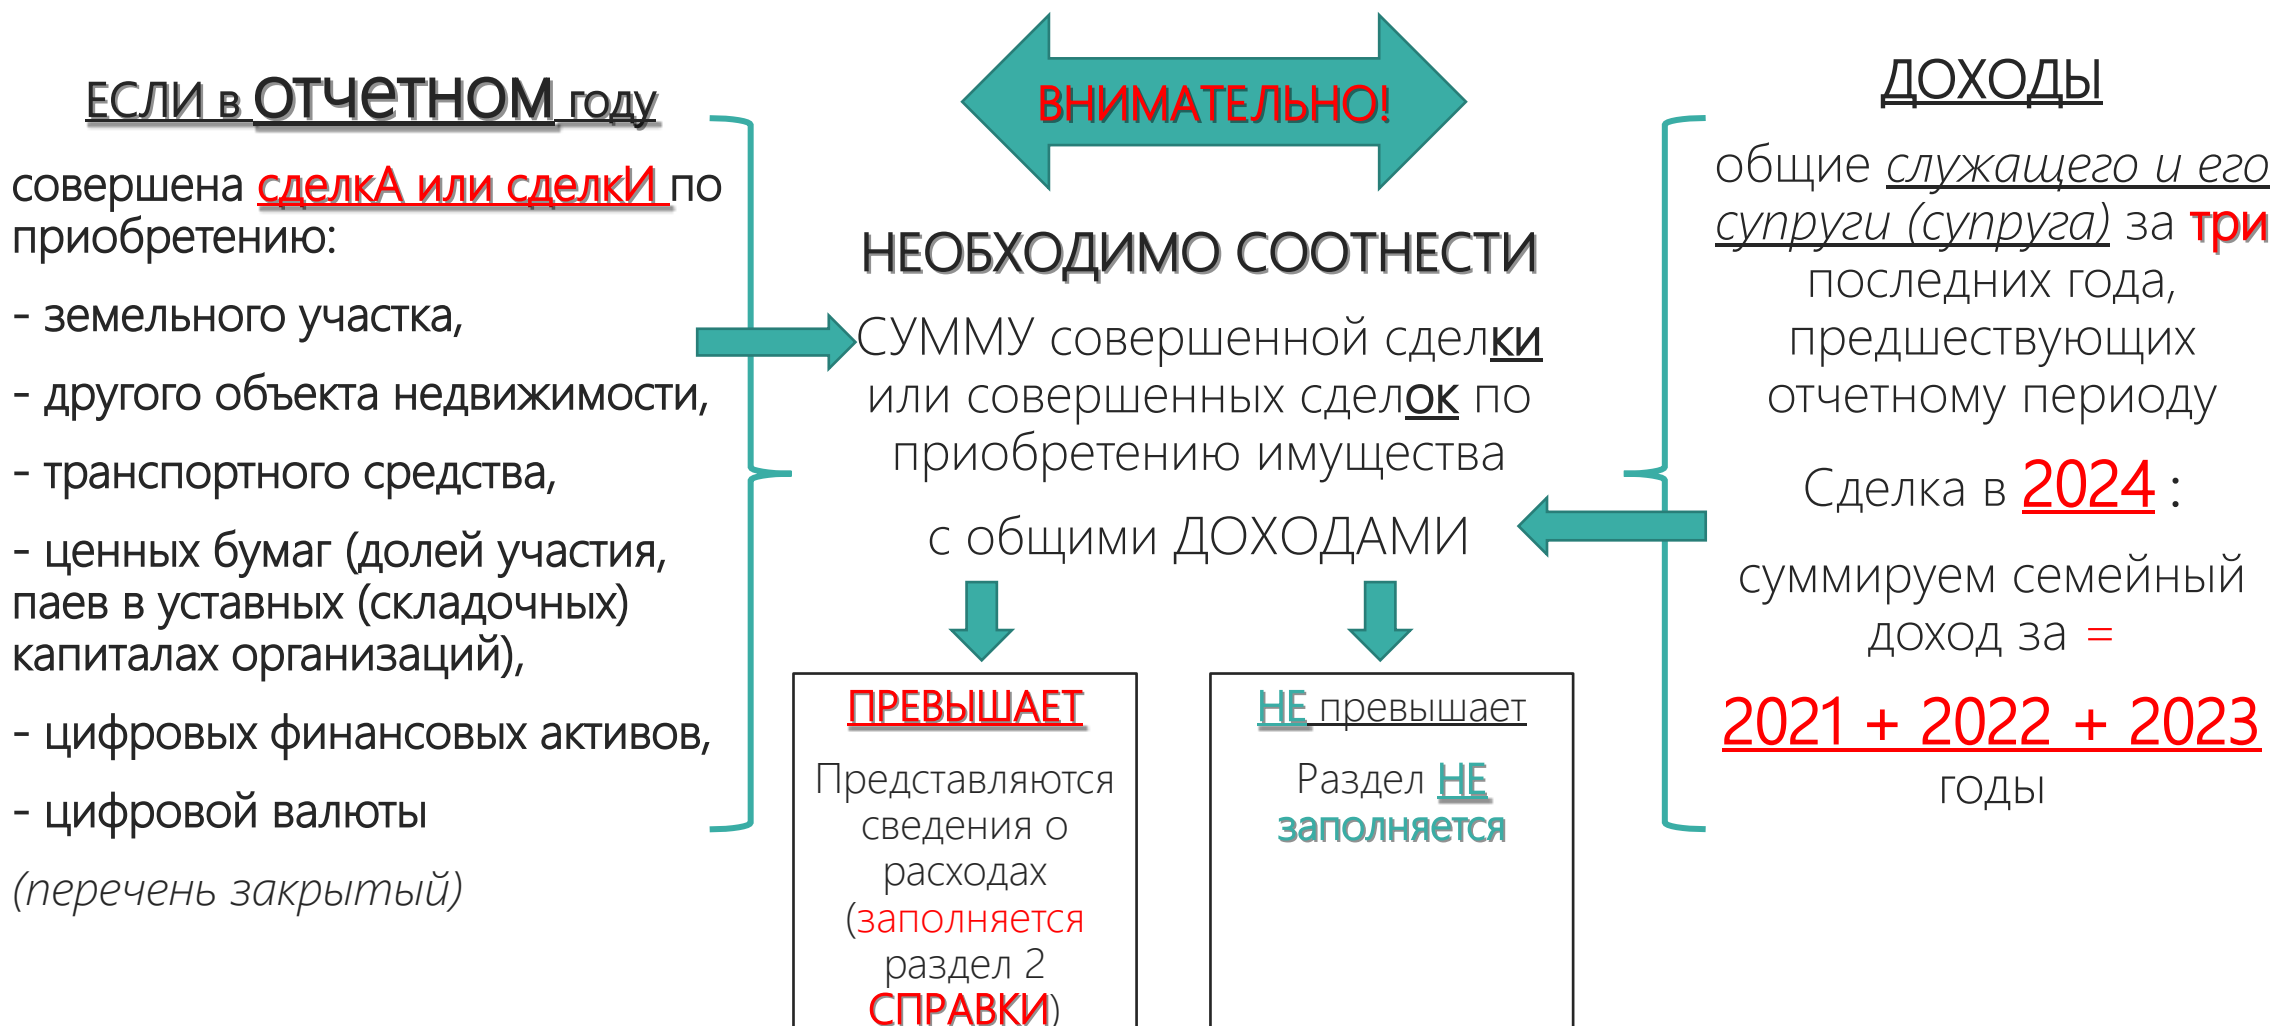 ЕСЛИ в отчетном году
совершена сделкА или сделкИ по
приобретению:
- земельного участка,
- другого объекта недвижимости,
- транспортного средства,
- ценных бумаг (долей участия,
паев в уставных (складочных)
капиталах организаций),
- цифровых финансовых активов,
- цифровой валюты
(перечень закрытый)
ВНИМАТЕЛЬНО!
НЕОБХОДИМО СООТНЕСТИ
СУММУ совершенной сделки
или совершенных сделок по
приобретению имущества
с общими ДОХОДАМИ
ПРЕВЫШАЕТ
Представляются
сведения о
расходах
(заполняется
раздел 2
СПРАВКИ)
НЕ превышает
Раздел НЕ
заполняется
ДОХОДЫ
общие служащего и его
супруги (супруга) за три
последних года,
предшествующих
отчетному периоду
Сделка в 2024 :
суммируем семейный
доход за =
2021 + 2022 + 2023
годы